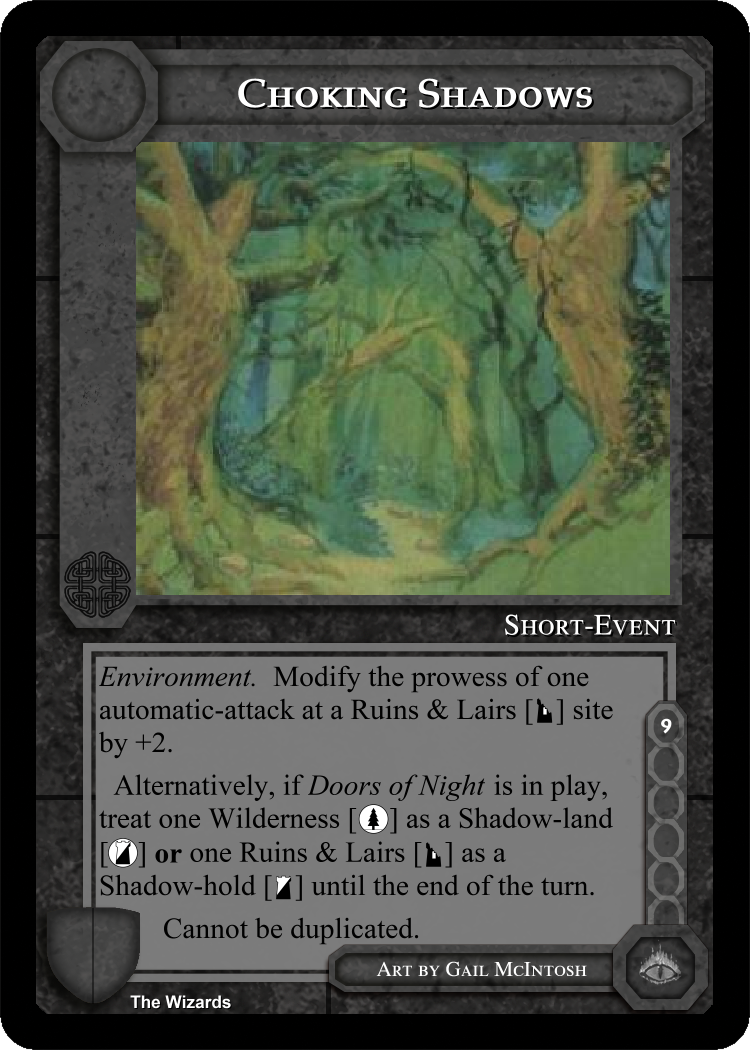 Choking Shadows
Short-Event
Environment. Modify the prowess of one
automatic-attack at a Ruins & Lairs [ ] site
by +2.
Alternatively, if Doors of Night is in play,
treat one Wilderness [ ] as a Shadow-land
[ ] or one Ruins & Lairs [ ] as a
Shadow-hold [ ] until the end of the turn.
Cannot be duplicated.
9
Art by Gail McIntosh
The Wizards